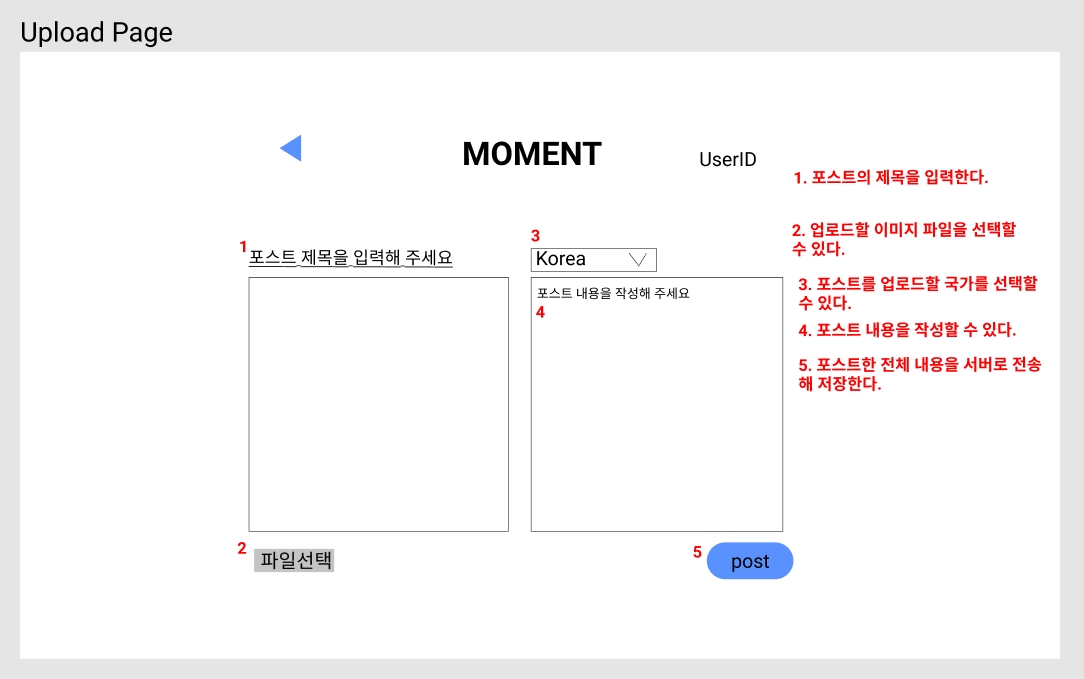 Upload Page
MOMENT
UserID
1. 포스트의 제목을 입력한다.
2. 업로드할 이미지 파일을 선택할
수 있다.
3. 포스트를 업로드할 국가를 선택할
수 있다.
4. 포스트 내용을 작성할 수 있다.
5. 포스트한 전체 내용을 서버로 전송
해 저장한다.
1
포스트 제목을 입력해 주세요
3
Korea
포스트 내용을 작성해 주세요
4
2
파일선택
5
post